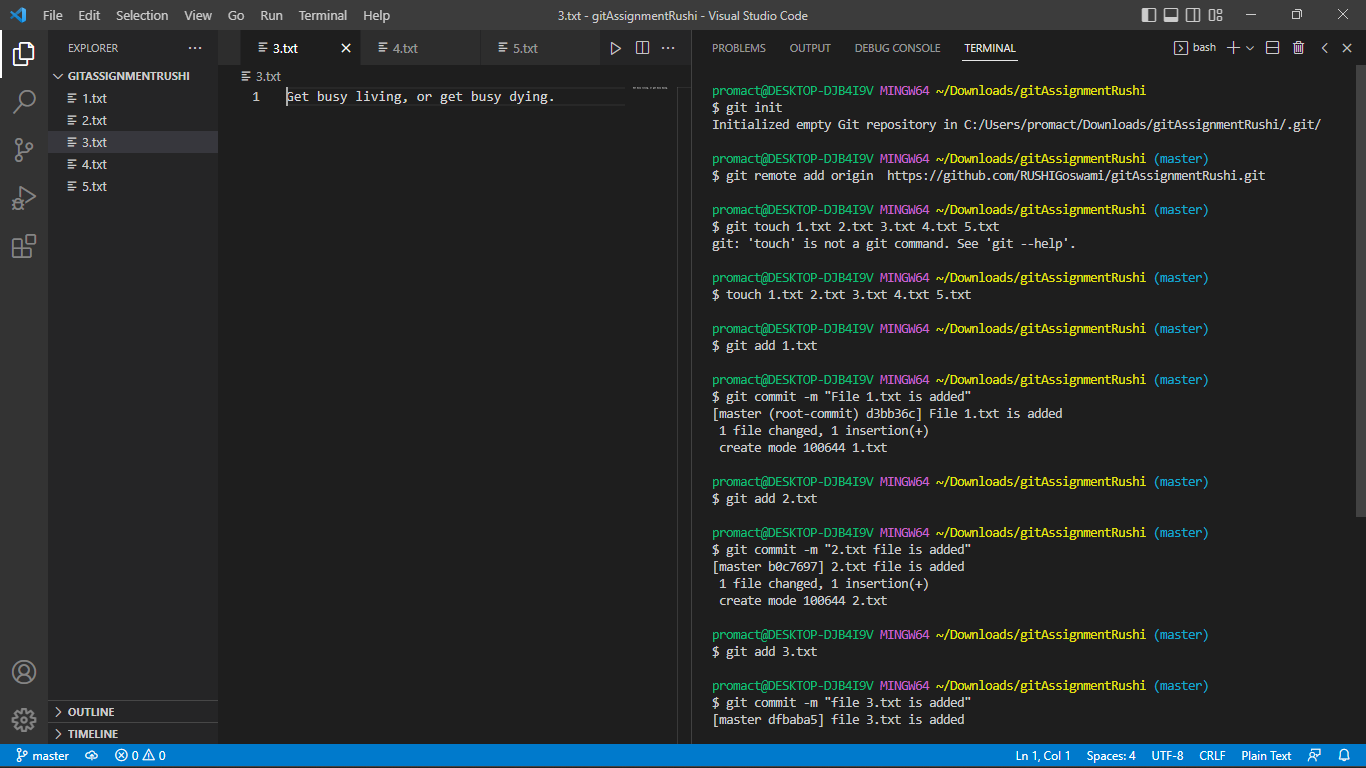 File Edit Selection View Go Run Terminal Help 3.txt - gitAssignmentRushi - Visual Studio Code
EXPLORER
GITASSIGNMENTRUSHI
1.txt
2.txt
3.txt
4.txt
5.txt
OUTLINE
TIMELINE
3.txt 4.txt 5.txt
3.txt
1 Get busy living, or get busy dying.
PROBLEMS OUTPUT DEBUG CONSOLE TERMINAL bash
promact@DESKTOP-DJB4I9V MINGW64 ~/Downloads/gitAssignmentRushi
$ git init
Initialized empty Git repository in C:/Users/promact/Downloads/gitAssignmentRushi/.git/
promact@DESKTOP-DJB4I9V MINGW64 ~/Downloads/gitAssignmentRushi (master)
$ git remote add origin  https://github.com/RUSHIGoswami/gitAssignmentRushi.git
promact@DESKTOP-DJB4I9V MINGW64 ~/Downloads/gitAssignmentRushi (master)
$ git touch 1.txt 2.txt 3.txt 4.txt 5.txt
git: 'touch' is not a git command. See 'git --help'.
promact@DESKTOP-DJB4I9V MINGW64 ~/Downloads/gitAssignmentRushi (master)
$ touch 1.txt 2.txt 3.txt 4.txt 5.txt
promact@DESKTOP-DJB4I9V MINGW64 ~/Downloads/gitAssignmentRushi (master)
$ git add 1.txt
promact@DESKTOP-DJB4I9V MINGW64 ~/Downloads/gitAssignmentRushi (master)
$ git commit -m "File 1.txt is added"
[master (root-commit) d3bb36c] File 1.txt is added
1 file changed, 1 insertion(+)
create mode 100644 1.txt
promact@DESKTOP-DJB4I9V MINGW64 ~/Downloads/gitAssignmentRushi (master)
$ git add 2.txt
promact@DESKTOP-DJB4I9V MINGW64 ~/Downloads/gitAssignmentRushi (master)
$ git commit -m "2.txt file is added"
[master b0c7697] 2.txt file is added
1 file changed, 1 insertion(+)
create mode 100644 2.txt
promact@DESKTOP-DJB4I9V MINGW64 ~/Downloads/gitAssignmentRushi (master)
$ git add 3.txt
promact@DESKTOP-DJB4I9V MINGW64 ~/Downloads/gitAssignmentRushi (master)
$ git commit -m "file 3.txt is added"
[master dfbaba5] file 3.txt is added
master 0 0 Ln 1, Col 1 Spaces: 4 UTF-8 CRLF Plain Text